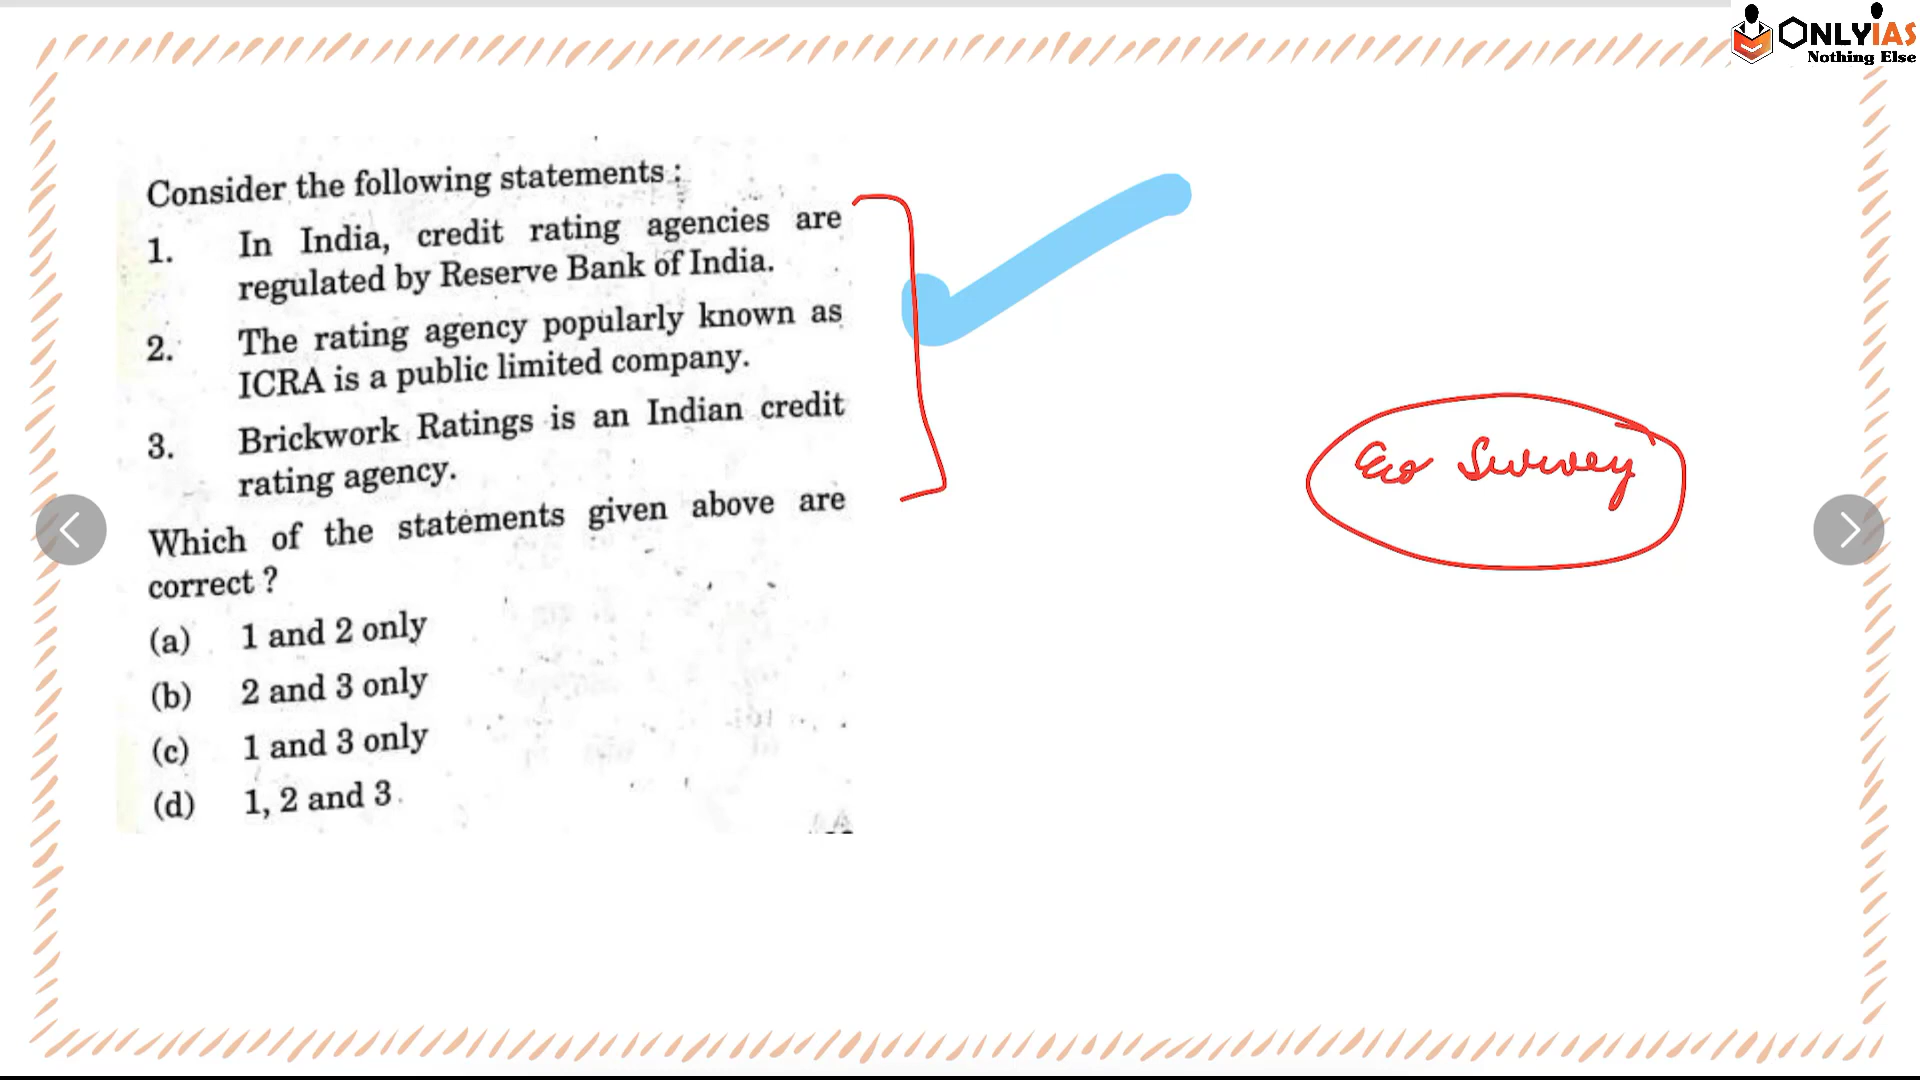 ONLYIAS
Nothing Else
Consider the following statements :
1. In India, credit rating agencies are
regulated by Reserve Bank of India.
2. The rating agency popularly known as
ICRA is a public limited company.
3. Brickwork Ratings is an Indian credit
rating agency.
Which of the statements given above are
correct ?
(a) 1 and 2 only
(b) 2 and 3 only
(c) 1 and 3 only
(d) 1, 2 and 3
Eco Survey